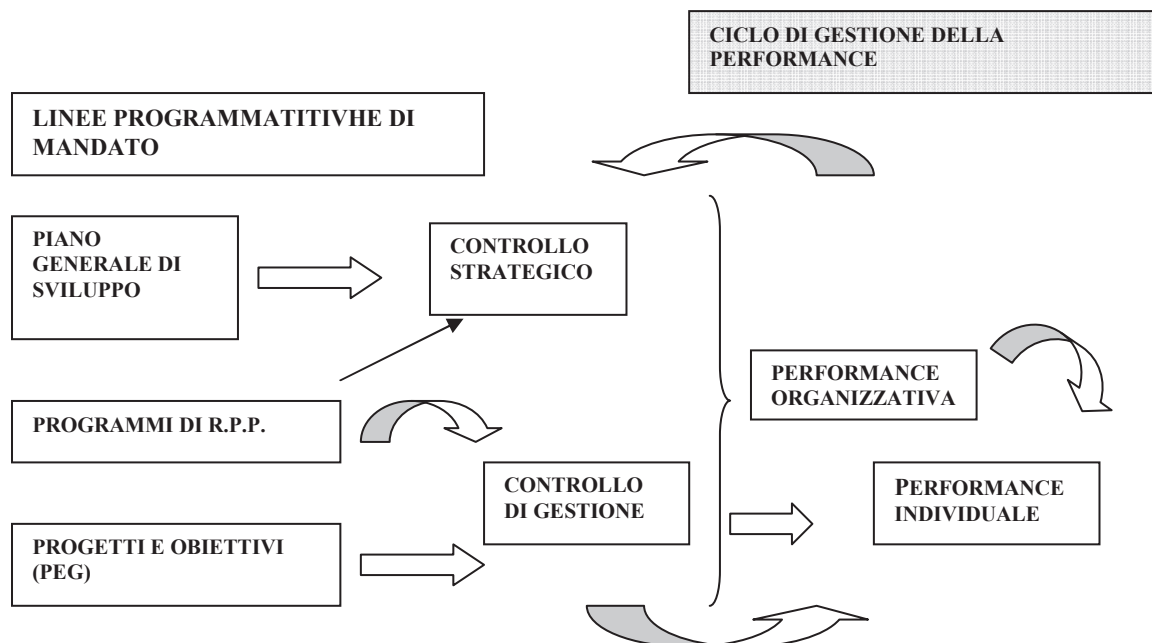 CICLO DI GESTIONE DELLA
PERFORMANCE
LINEE PROGRAMMATITIVHE DI
MANDATO
PIANO
GENERALE DI
SVILUPPO
CONTROLLO
STRATEGICO
PERFORMANCE
ORGANIZZATIVA
PROGRAMMI DI R.P.P.
CONTROLLO
DI GESTIONE
PERFORMANCE
INDIVIDUALE
PROGETTI E OBIETTIVI
(PEG)